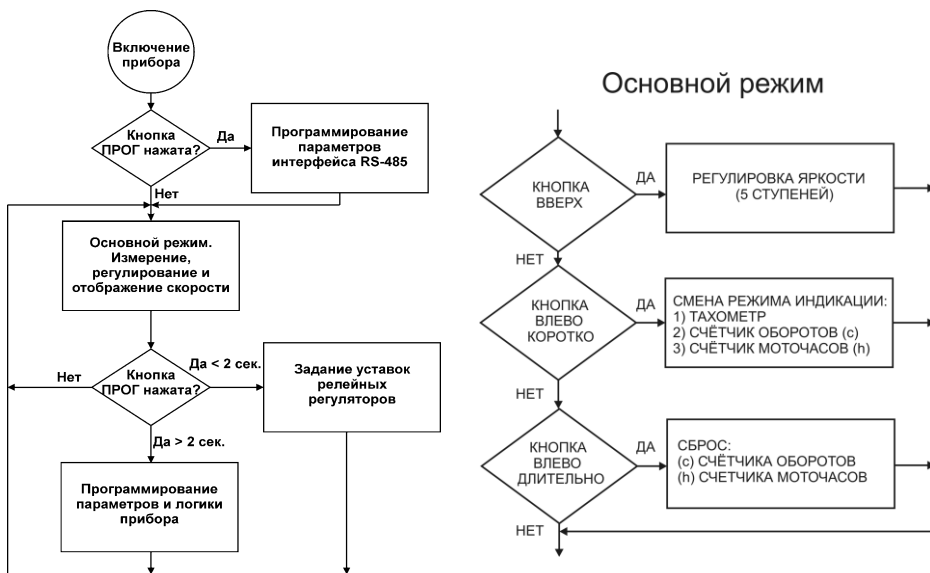 Включение
прибора
Кнопка
ПРОГ нажата?
Да
Программирование
параметров
интерфейса RS-485
Нет
Основной режим.
Измерение,
регулирование и
отображение скорости
Нет
Кнопка
ПРОГ нажата?
Да < 2 сек.
Задание уставок
релейных
регуляторов
Да > 2 сек.
Программирование
параметров и логики
прибора
Основной режим
КНОПКА
ВВЕРХ
ДА
РЕГУЛИРОВКА ЯРКОСТИ
(5 СТУПЕНЕЙ)
НЕТ
КНОПКА
ВЛЕВО
КОРОТКО
ДА
СМЕНА РЕЖИМА ИНДИКАЦИИ:
1) ТАХОМЕТР
2) СЧЁТЧИК ОБОРОТОВ (c)
3) СЧЁТЧИК МОТОЧАСОВ (h)
НЕТ
КНОПКА
ВЛЕВО
ДЛИТЕЛЬНО
ДА
СБРОС:
(c) СЧЁТЧИКА ОБОРОТОВ
(h) СЧЕТЧИКА МОТОЧАСОВ
НЕТ